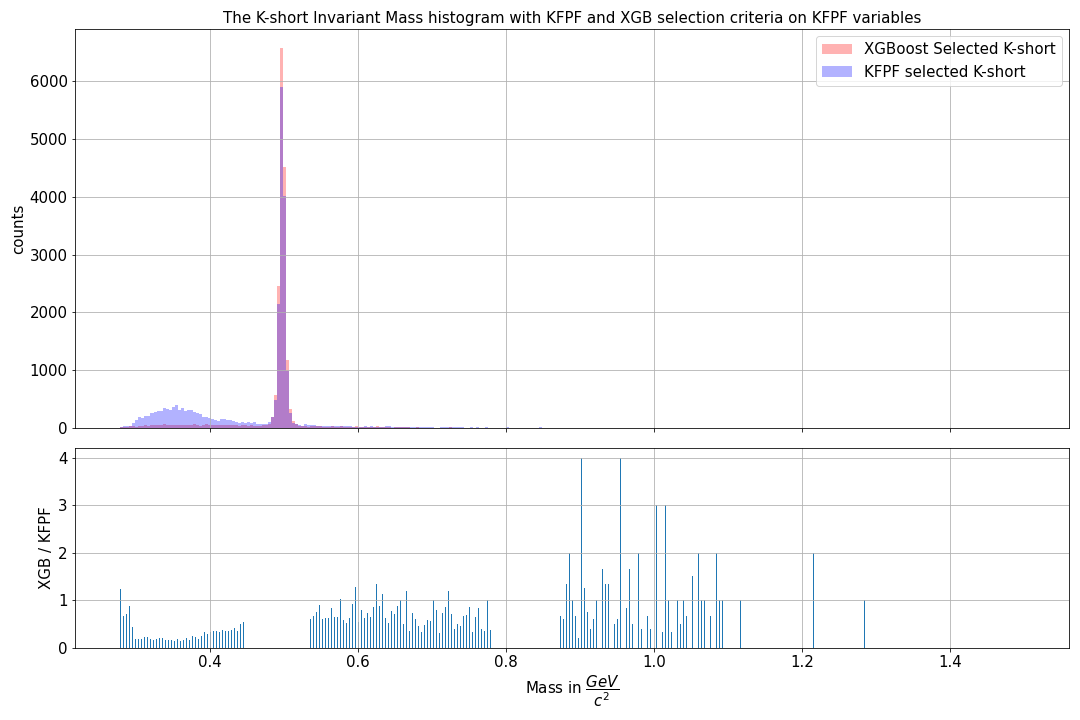 The K-short Invariant Mass histogram with KFPF and XGB selection criteria on KFPF variables
XGBoost Selected K-short
KFPF selected K-short
counts
6000
5000
4000
3000
2000
1000
0
XGB / KFPF
4
3
2
1
0
0.4 0.6 0.8 1.0 1.2 1.4
Mass in GeV/c²